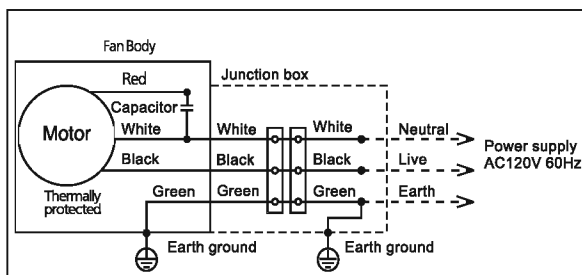 Fan Body
Red
Junction box
Capacitor
Motor
White White White Neutral
Power supply
AC120V 60Hz
Black Black Black Live
Thermally
protected
Green Green Green Earth
Earth ground Earth ground